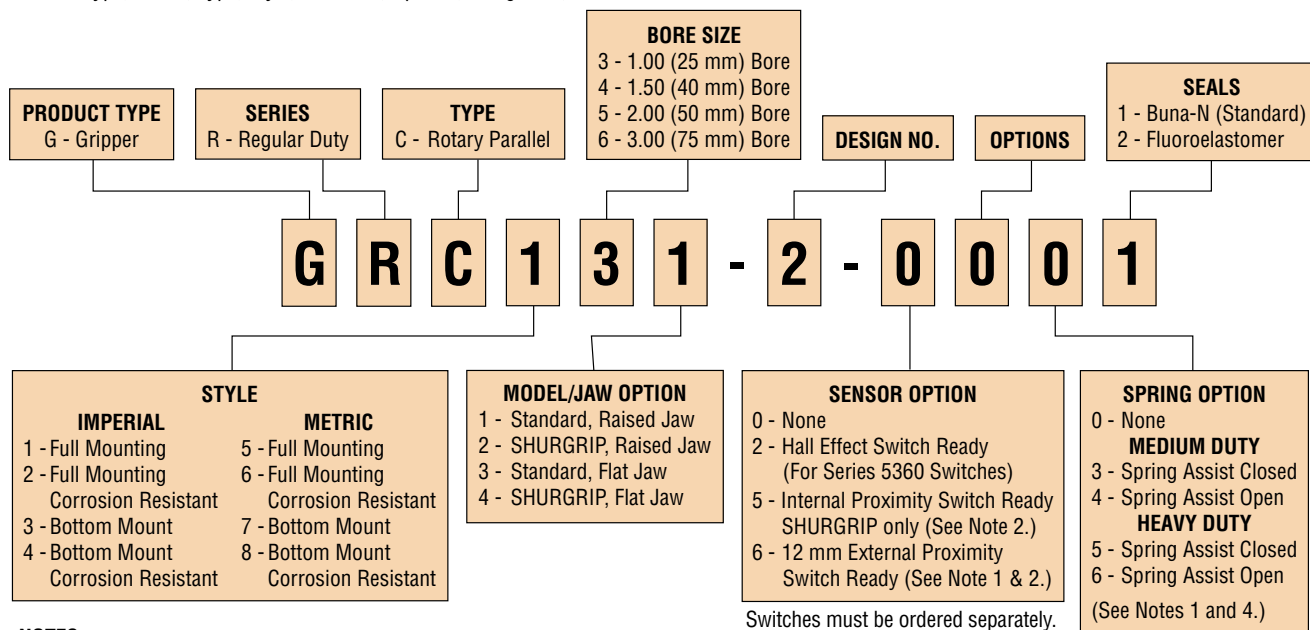 BORE SIZE
3 - 1.00 (25 mm) Bore
4 - 1.50 (40 mm) Bore
5 - 2.00 (50 mm) Bore
6 - 3.00 (75 mm) Bore
PRODUCT TYPE
G - Gripper
SERIES
R - Regular Duty
TYPE
C - Rotary Parallel
DESIGN NO.
OPTIONS
SEALS
1 - Buna-N (Standard)
2 - Fluoroelastomer
G R C 1 3 1 - 2 - 0 0 0 1
STYLE
IMPERIAL
1 - Full Mounting
2 - Full Mounting
Corrosion Resistant
3 - Bottom Mount
4 - Bottom Mount
Corrosion Resistant
METRIC
5 - Full Mounting
6 - Full Mounting
Corrosion Resistant
7 - Bottom Mount
8 - Bottom Mount
Corrosion Resistant
MODEL/JAW OPTION
1 - Standard, Raised Jaw
2 - SHURGRIP, Raised Jaw
3 - Standard, Flat Jaw
4 - SHURGRIP, Flat Jaw
SENSOR OPTION
0 - None
2 - Hall Effect Switch Ready
(For Series 5360 Switches)
5 - Internal Proximity Switch Ready
SHURGRIP only (See Note 2.)
6 - 12 mm External Proximity
Switch Ready (See Note 1 & 2.)
Switches must be ordered separately.
SPRING OPTION
0 - None
MEDIUM DUTY
3 - Spring Assist Closed
4 - Spring Assist Open
HEAVY DUTY
5 - Spring Assist Closed
6 - Spring Assist Open
(See Notes 1 and 4.)